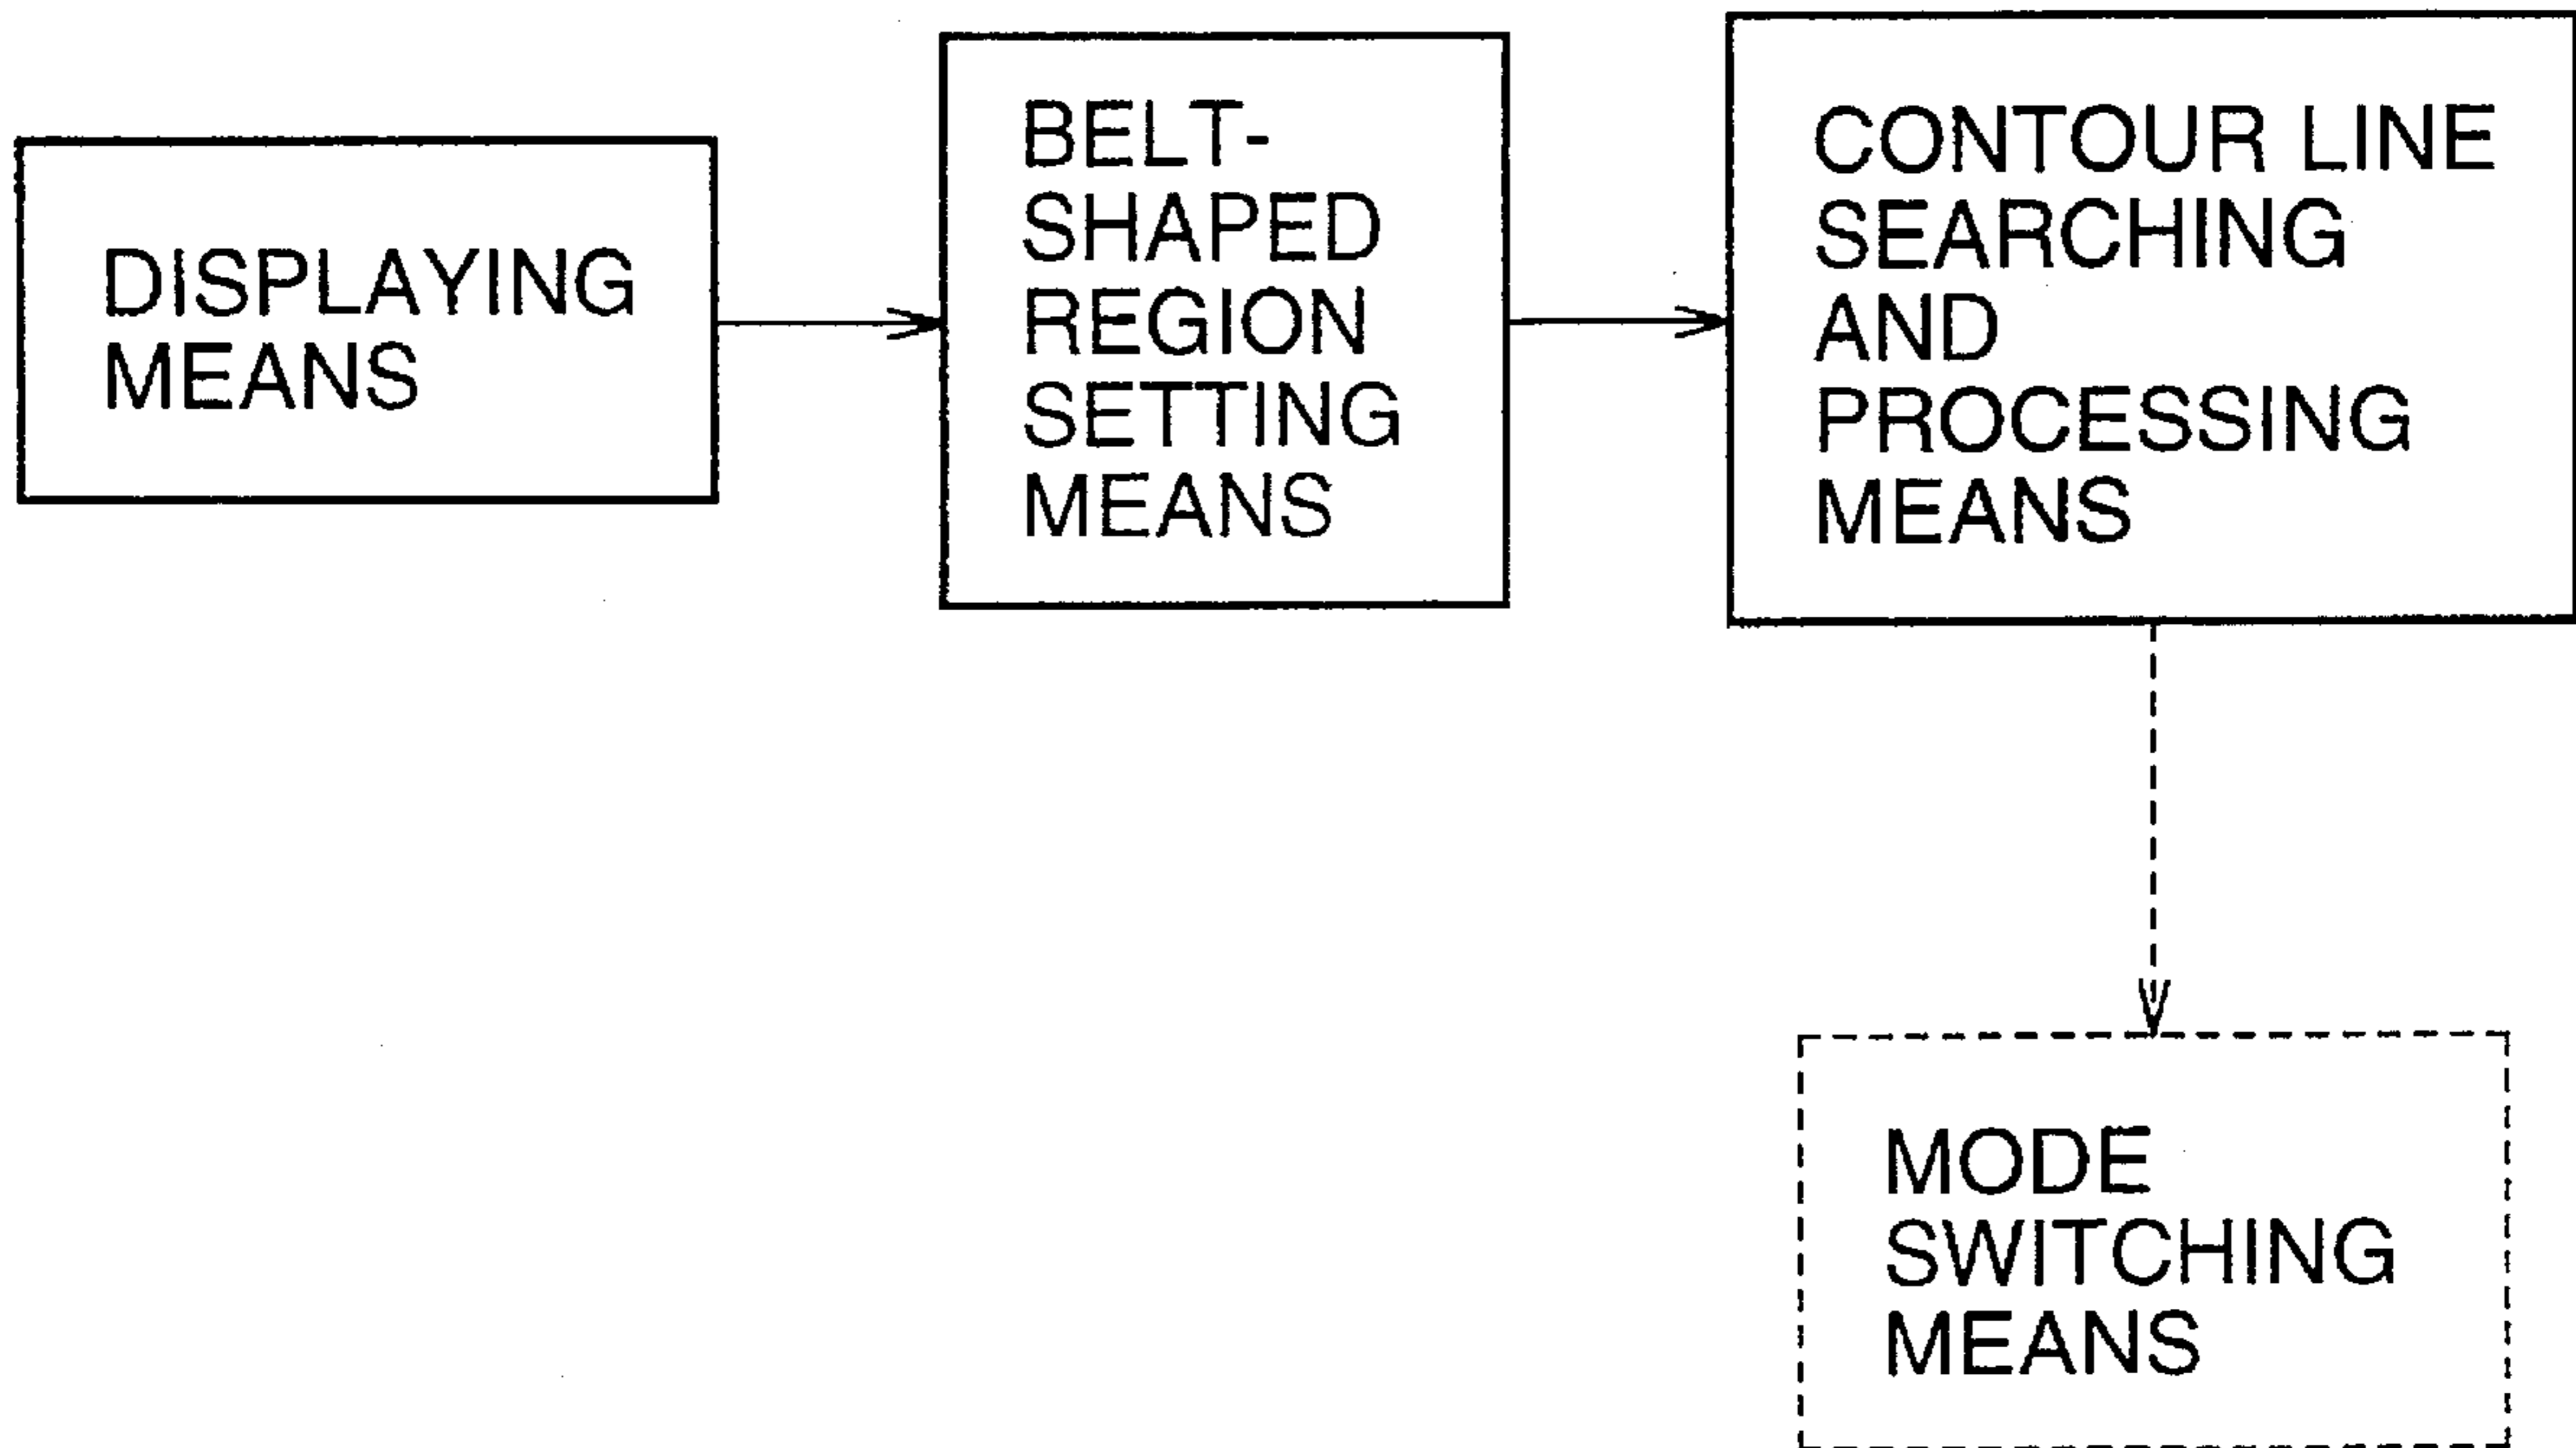 DISPLAYING
MEANS
BELT-
SHAPED
REGION
SETTING
MEANS
CONTOUR LINE
SEARCHING
AND
PROCESSING
MEANS
MODE
SWITCHING
MEANS